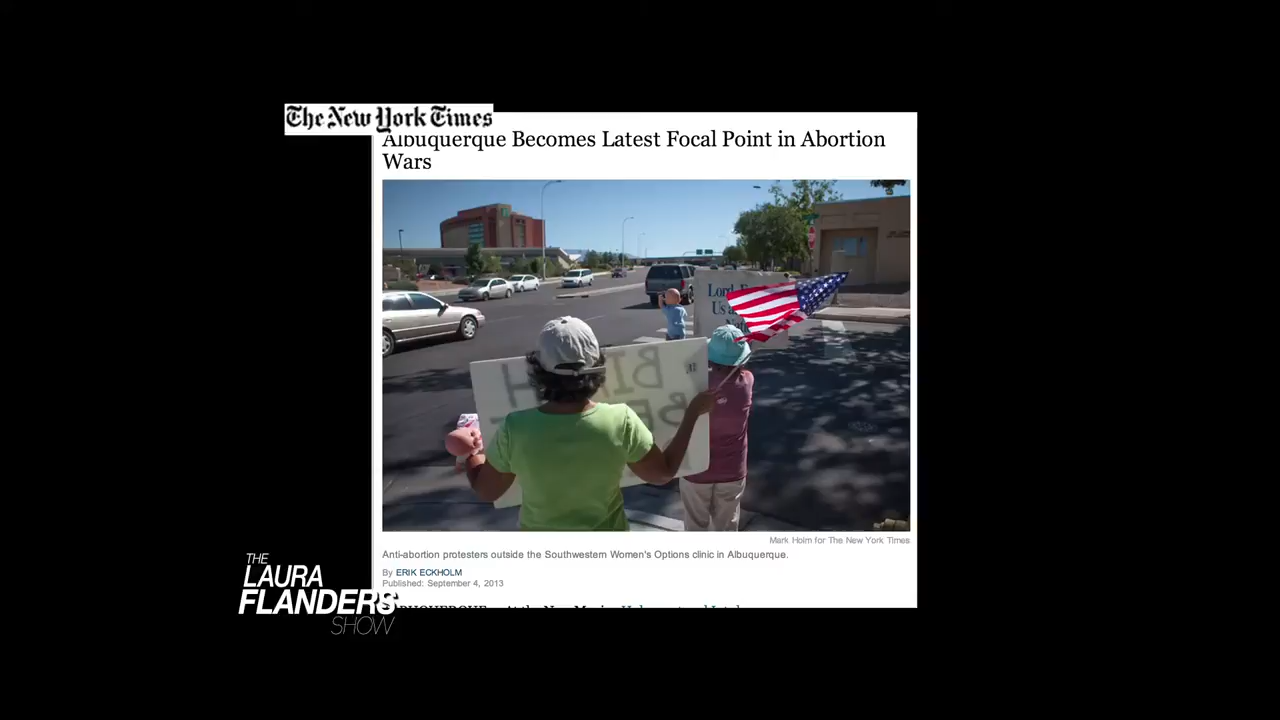 The New York Times
Albuquerque Becomes Latest Focal Point in Abortion
Wars
Lord
Us
Mark Holm for The New York Times
Anti-abortion protesters outside the Southwestern Women's Options clinic in Albuquerque.
By ERIK ECKHOLM
Published: September 4, 2013
THE
LAURA
FLANDERS
SHOW